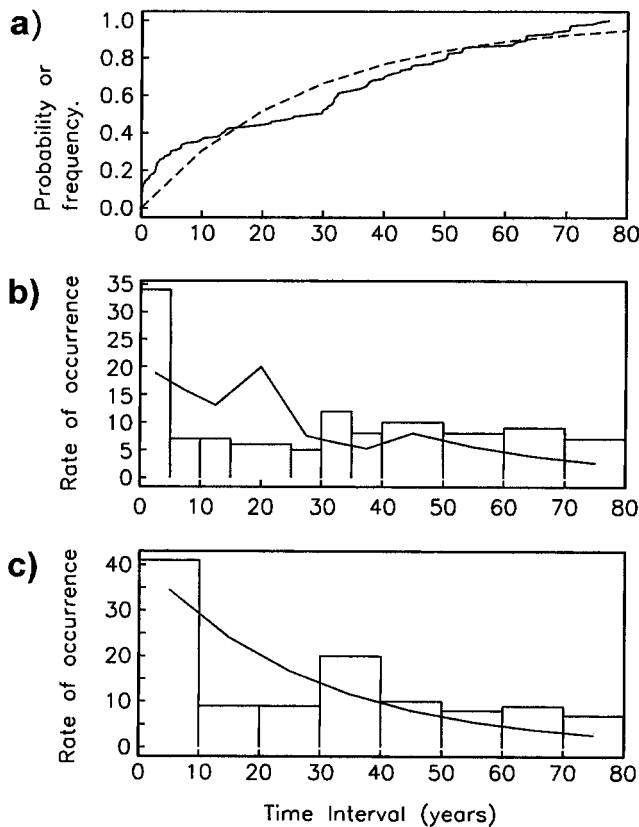 a)
Probability or
frequency.
1.0
0.8
0.6
0.4
0.2
0.0
0 10 20 30 40 50 60 70 80
b)
Rate of occurrence
35
30
25
20
15
10
5
0
0 10 20 30 40 50 60 70 80
c)
Rate of occurrence
40
30
20
10
0
0 10 20 30 40 50 60 70 80
Time Interval (years)